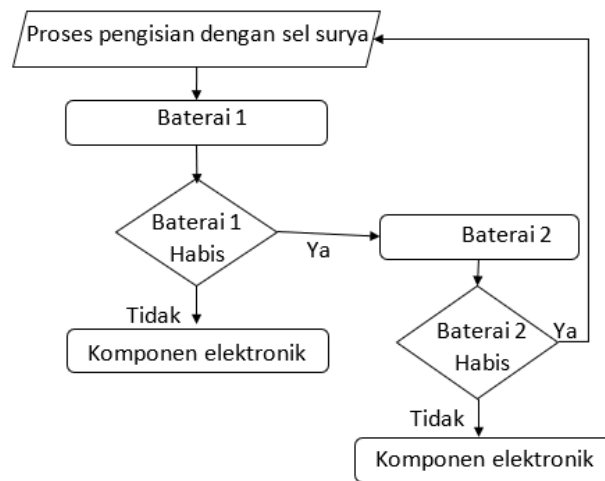 Proses pengisian dengan sel surya
Baterai 1
Baterai 1
Habis
Ya
Baterai 2
Tidak
Komponen elektronik
Baterai 2
Habis
Ya
Tidak
Komponen elektronik